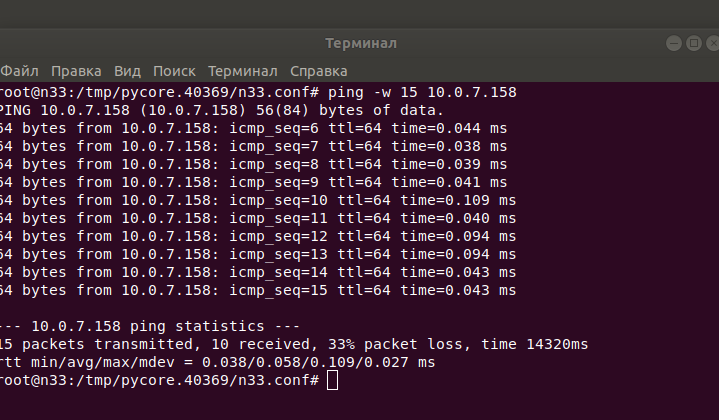 Терминал
Файл Правка Вид Поиск Терминал Справка
root@n33:/tmp/pycore.40369/n33.conf# ping -w 15 10.0.7.158
PING 10.0.7.158 (10.0.7.158) 56(84) bytes of data.
64 bytes from 10.0.7.158: icmp_seq=6 ttl=64 time=0.044 ms
64 bytes from 10.0.7.158: icmp_seq=7 ttl=64 time=0.038 ms
64 bytes from 10.0.7.158: icmp_seq=8 ttl=64 time=0.039 ms
64 bytes from 10.0.7.158: icmp_seq=9 ttl=64 time=0.041 ms
64 bytes from 10.0.7.158: icmp_seq=10 ttl=64 time=0.109 ms
64 bytes from 10.0.7.158: icmp_seq=11 ttl=64 time=0.040 ms
64 bytes from 10.0.7.158: icmp_seq=12 ttl=64 time=0.094 ms
64 bytes from 10.0.7.158: icmp_seq=13 ttl=64 time=0.094 ms
64 bytes from 10.0.7.158: icmp_seq=14 ttl=64 time=0.043 ms
64 bytes from 10.0.7.158: icmp_seq=15 ttl=64 time=0.043 ms
--- 10.0.7.158 ping statistics ---
15 packets transmitted, 10 received, 33% packet loss, time 14320ms
rtt min/avg/max/mdev = 0.038/0.058/0.109/0.027 ms
root@n33:/tmp/pycore.40369/n33.conf#